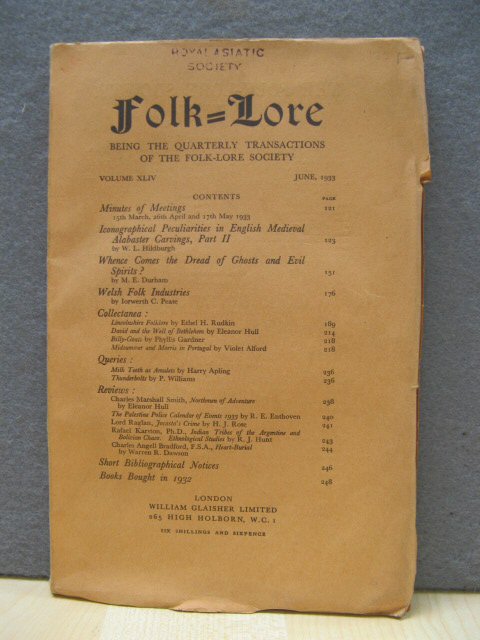 ROYAL ASIATIC
SOCIETY
Folk=Lore
BEING THE QUARTERLY TRANSACTIONS
OF THE FOLK-LORE SOCIETY
VOLUME XLIV JUNE, 1933
CONTENTS
PAGE
Minutes of Meetings 121
15th March, 26th April and 17th May 1933
Iconographical Peculiarities in English Medieval
Alabaster Carvings, Part II 123
by W. L. Hildburgh
Whence Comes the Dread of Ghosts and Evil
Spirits? 151
by M. E. Durham
Welsh Folk Industries 176
by Iorwerth C. Peate
Collectanea:
Lincolnshire Folklore by Ethel H. Rudkin 189
David and the Well of Bethlehem by Eleanor Hull 214
Billy-Goats by Phyllis Gardner 218
Midsummer and Morris in Portugal by Violet Alford 218
Queries:
Milk Teeth as Amulets by Harry Apling 236
Thunderbolts by P. Williams 236
Reviews:
Charles Marshall Smith, Northmen of Adventure 238
by Eleanor Hull
The Palestine Police Calendar of Events 1933 by R. E. Enthoven 240
Lord Raglan, Jocasta's Crime by H. J. Rose 241
Rafael Karsten, Ph.D., Indian Tribes of the Argentine and
Bolivian Chaco. Ethnological Studies by R. J. Hunt 243
Charles Angell Bradford, F.S.A., Heart-Burial 244
by Warren R. Dawson
Short Bibliographical Notices 246
Books Bought in 1932 248
LONDON
WILLIAM GLAISHER LIMITED
265 HIGH HOLBORN, W.C. 1
SIX SHILLINGS AND SIXPENCE